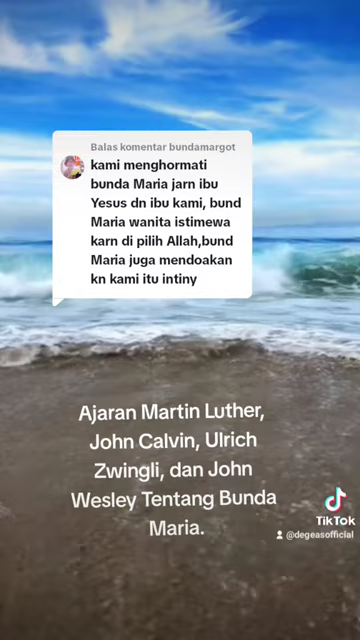 Balas komentar bundamargot
kami menghormati
bunda Maria jarn ibu
Yesus dn ibu kami, bund
Maria wanita istimewa
karn di pilih Allah,bund
Maria juga mendoakan
kn kami itu intiny
Ajaran Martin Luther,
John Calvin, Ulrich
Zwingli, dan John
Wesley Tentang Bunda
Maria.
TikTok
@degeasofficial